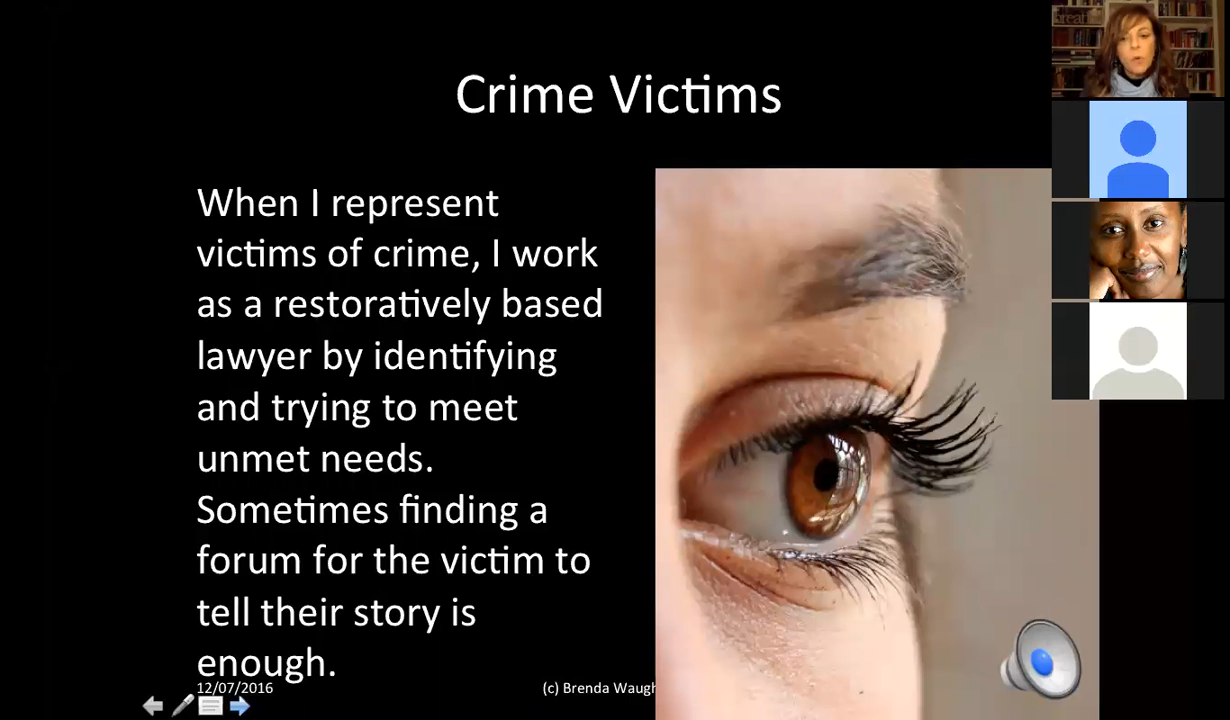 Crime Victims
When I represent
victims of crime, I work
as a restoratively based
lawyer by identifying
and trying to meet
unmet needs.
Sometimes finding a
forum for the victim to
tell their story is
enough.
12/07/2016
(c) Brenda Waugh